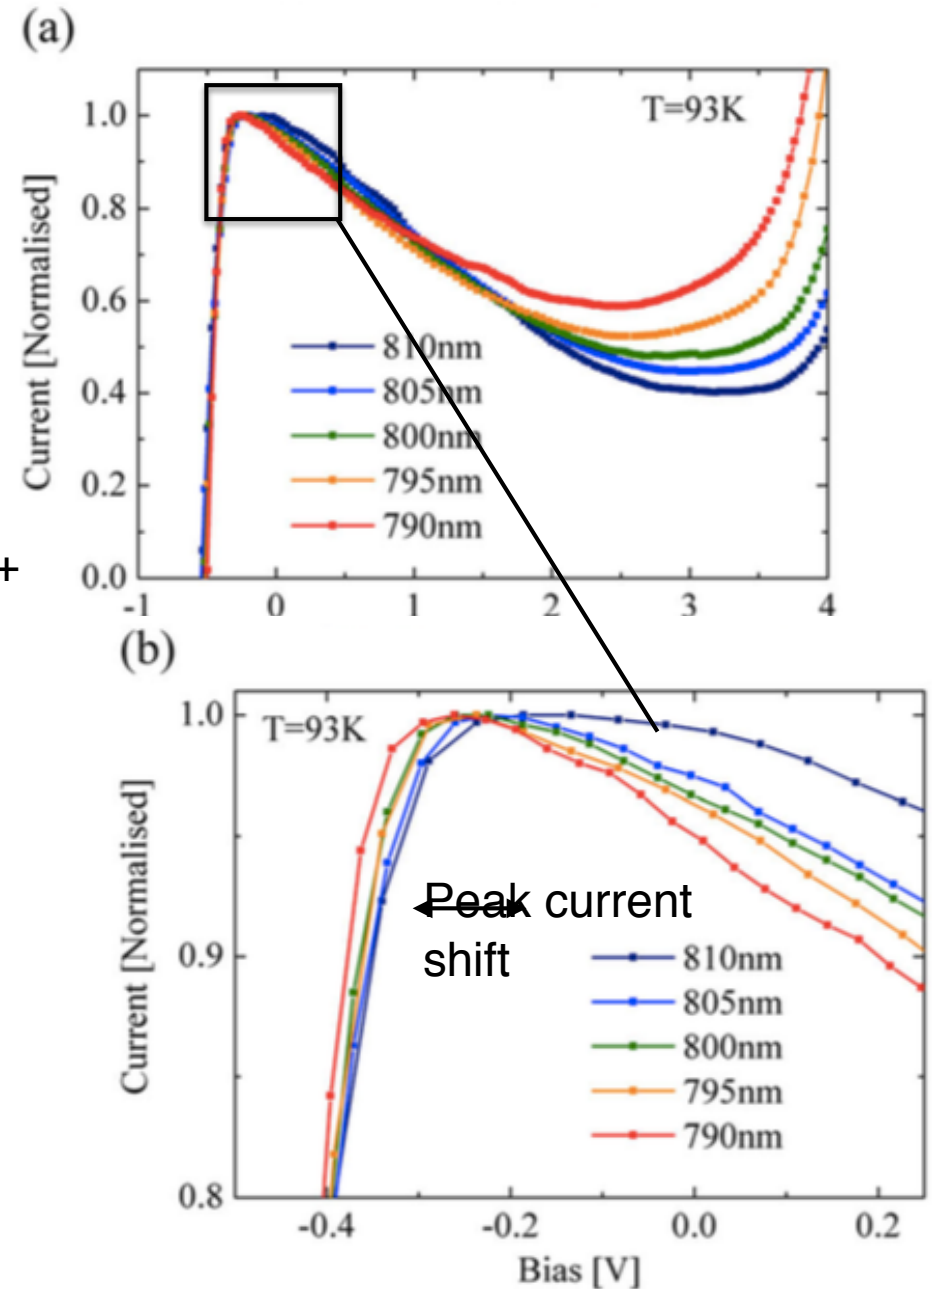 (a)
T=93K
1.0
0.8
0.6
0.4
0.2
0.0
Current [Normalised]
810nm
805nm
800nm
795nm
790nm
+
-1 0 1 2 3 4
(b)
T=93K
1.0
0.9
0.8
Current [Normalised]
Peak current
shift
810nm
805nm
800nm
795nm
790nm
-0.4 -0.2 0.0 0.2
Bias [V]